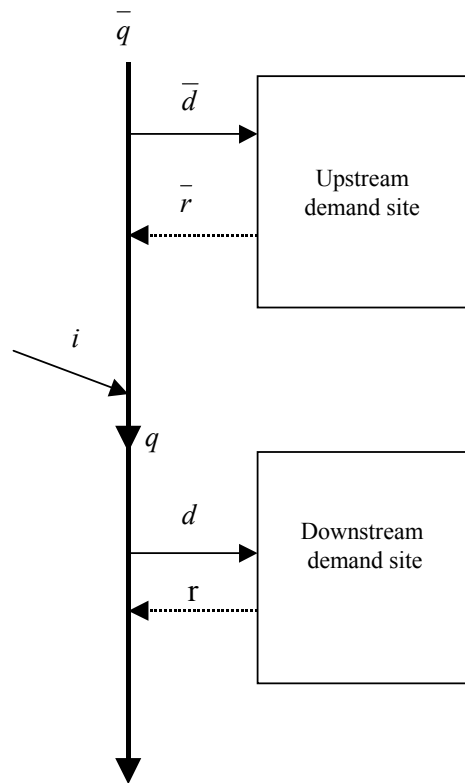 q̅
d̅
Upstream
demand site
r̅
i
q
d
Downstream
demand site
r